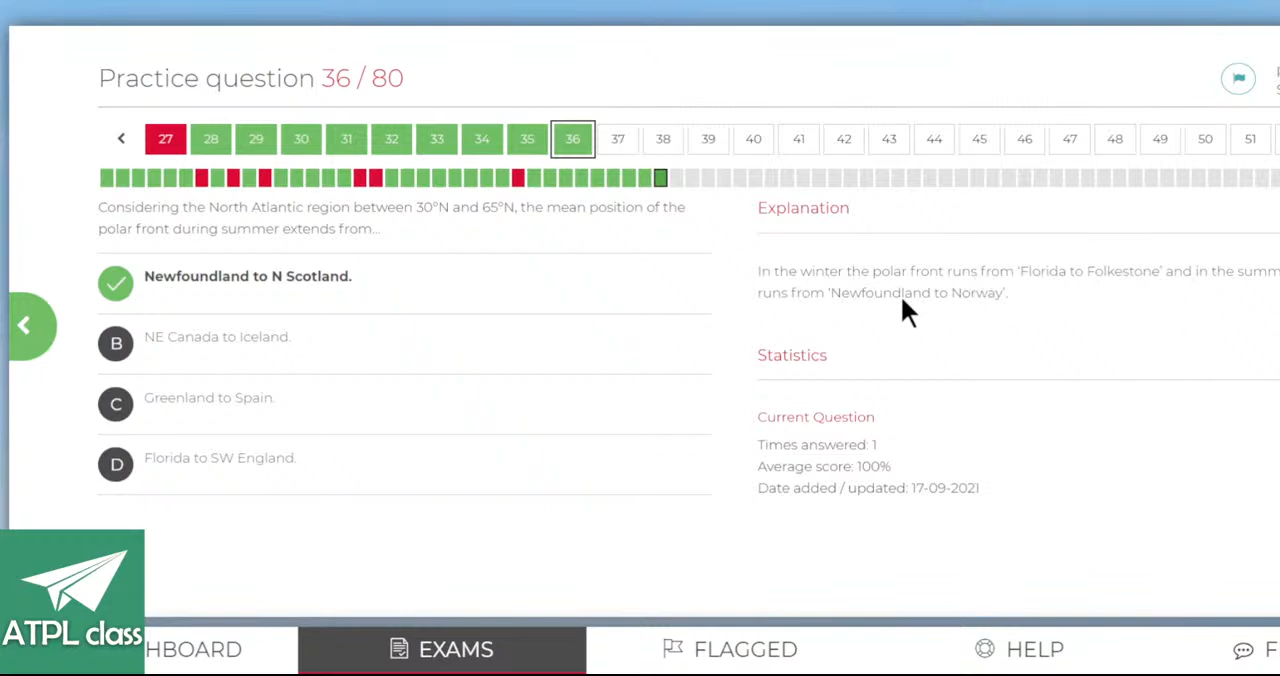 Practice question 36 / 80
27 28 29 30 31 32 33 34 35 36 37 38 39 40 41 42 43 44 45 46 47 48 49 50 51
Considering the North Atlantic region between 30°N and 65°N, the mean position of the
polar front during summer extends from...
Newfoundland to N Scotland.
B NE Canada to Iceland.
C Greenland to Spain.
D Florida to SW England.
Explanation
In the winter the polar front runs from 'Florida to Folkestone' and in the summ
runs from 'Newfoundland to Norway'.
Statistics
Current Question
Times answered: 1
Average score: 100%
Date added / updated: 17-09-2021
ATPL class
HBOARD
EXAMS
FLAGGED
HELP
F